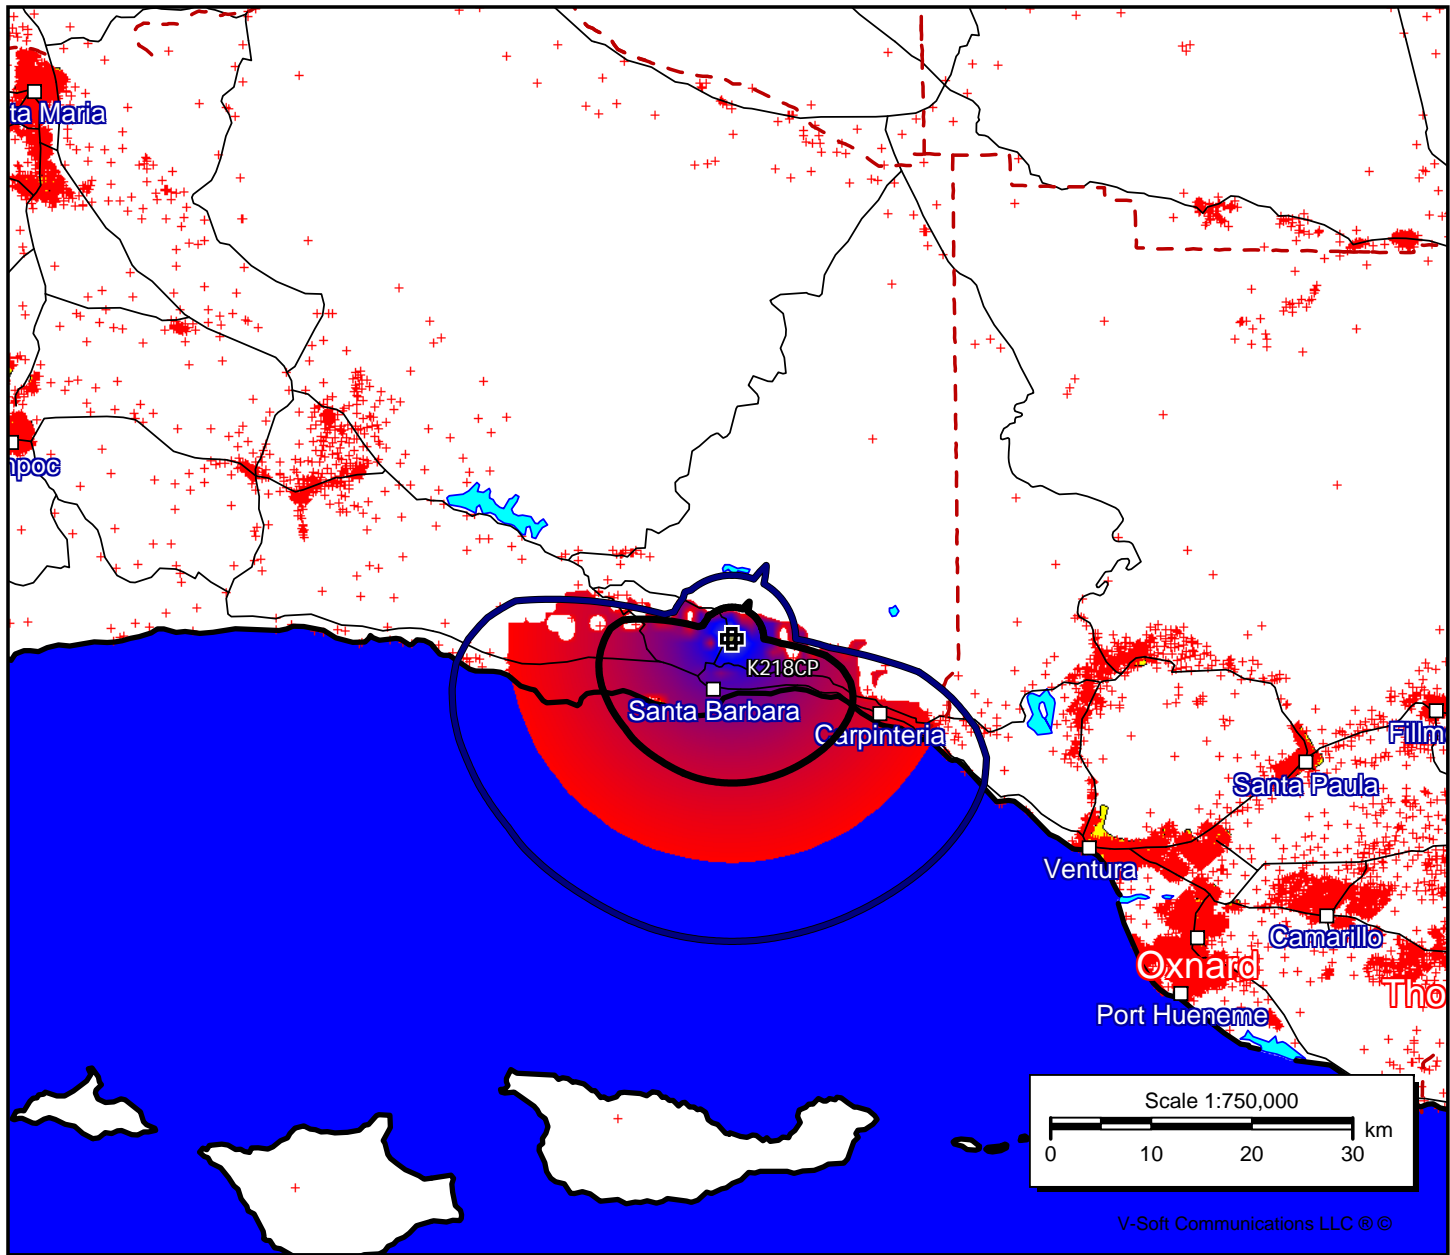 ta Maria
mpoc
K218CP
Santa Barbara
Carpinteria
Fillm
Santa Paula
Ventura
Camarillo
Oxnard
Tho
Port Hueneme
Scale 1:750,000
km
0 10 20 30
V-Soft Communications LLC ® ©